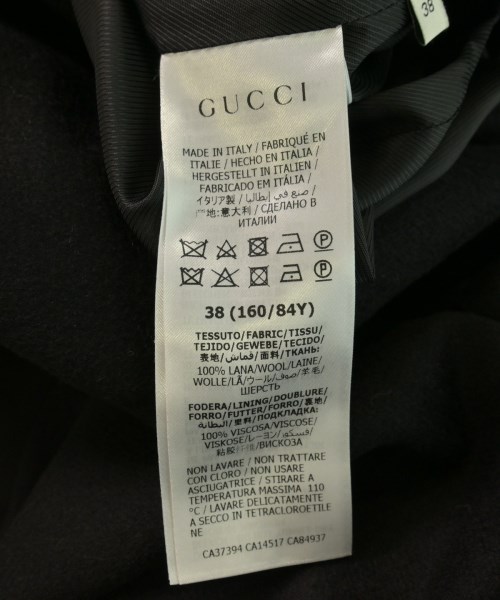 38
GUCCI
MADE IN ITALY / FABRIQUÉ EN
ITALIE / HECHO EN ITALIA /
HERGESTELLT IN ITALIEN /
FABRICADO EM ITÁLIA /
イタリア製 / صنع في إيطاليا /
地:意大利 / СДЕЛАНО В
ИТАЛИИ
38 (160/84Y)
TESSUTO/FABRIC/TISSU/
TEJIDO/GEWEBE/TECIDO/
表地/قماش/面料/ТКАНЬ:
100% LANA/WOOL/LAINE/
WOLLE/LÃ/ウール/صوف/羊毛/
ШЕРСТЬ
FODERA/LINING/DOUBLURE/
FORRO/FUTTER/FORRO/裏地/
البطانة/里料/ПОДКЛАДКА:
100% VISCOSA/VISCOSE/
VISKOSE/レーヨン/فسكوز/
粘胶纤维/ВИСКОЗА
NON LAVARE / NON TRATTARE
CON CLORO / NON USARE
ASCIUGATRICE / STIRARE A
TEMPERATURA MASSIMA 110
°C / LAVARE DELICATAMENTE
A SECCO IN TETRACLOROETILE
NE
CA37394 CA14517 CA84937